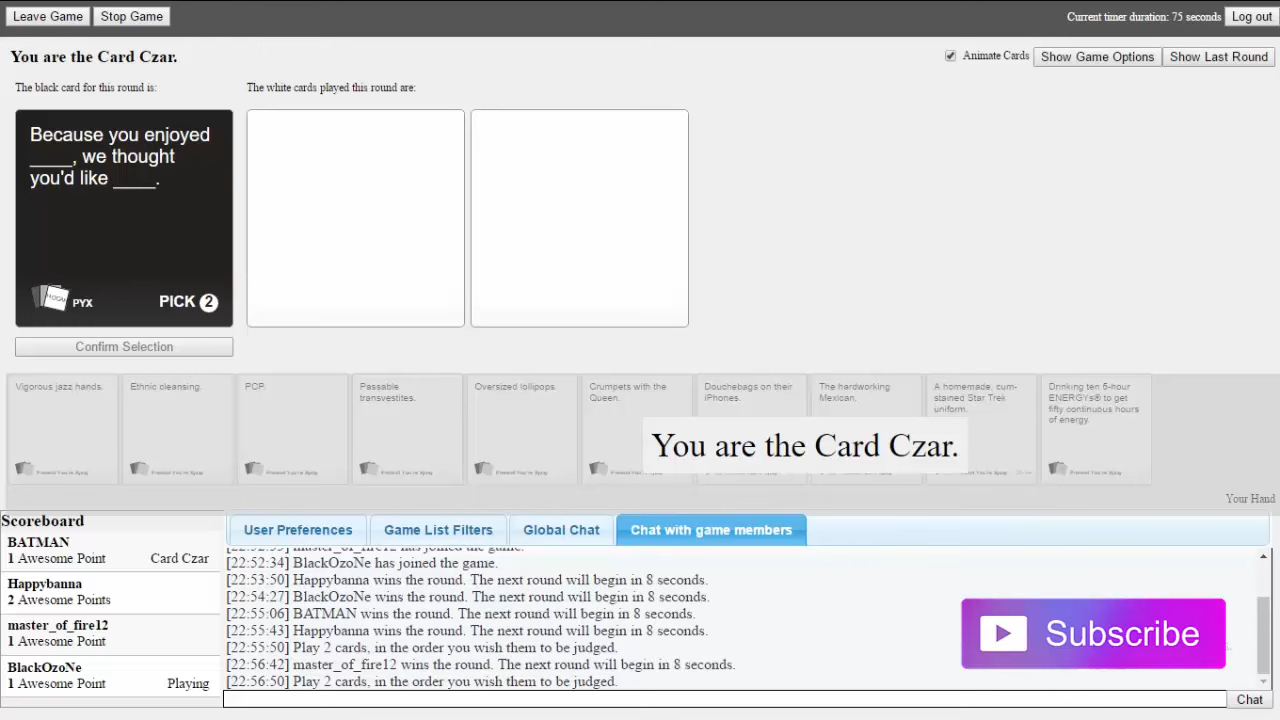 Leave Game
Stop Game
Current timer duration: 75 seconds
Log out
You are the Card Czar.
Animate Cards
Show Game Options
Show Last Round
The black card for this round is:
The white cards played this round are:
Because you enjoyed
____, we thought
you'd like ____.
PYX
PICK 2
Confirm Selection
Vigorous jazz hands.
Ethnic cleansing.
PCP.
Passable
transvestites.
Oversized lollipops.
Crumpets with the
Queen.
Douchebags on their
iPhones.
The hardworking
Mexican.
A homemade, cum-
stained Star Trek
uniform.
Drinking ten 5-hour
ENERGYs® to get
fifty continuous hours
of energy.
You are the Card Czar.
Your Hand
Scoreboard
BATMAN
1 Awesome Point
Card Czar
Happybanna
2 Awesome Points
master_of_fire12
1 Awesome Point
BlackOzoNe
1 Awesome Point
Playing
User Preferences
Game List Filters
Global Chat
Chat with game members
master_of_fire12 has joined the game.
[22:52:34] BlackOzoNe has joined the game.
[22:53:50] Happybanna wins the round. The next round will begin in 8 seconds.
[22:54:27] BlackOzoNe wins the round. The next round will begin in 8 seconds.
[22:55:06] BATMAN wins the round. The next round will begin in 8 seconds.
[22:55:43] Happybanna wins the round. The next round will begin in 8 seconds.
[22:55:50] Play 2 cards, in the order you wish them to be judged.
[22:56:42] master_of_fire12 wins the round. The next round will begin in 8 seconds.
[22:56:50] Play 2 cards, in the order you wish them to be judged.
Subscribe
Chat